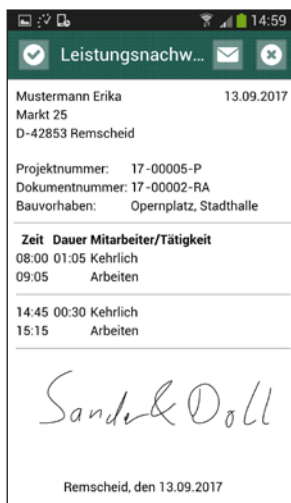 14:59
Leistungsnachw...
Mustermann Erika 13.09.2017
Markt 25
D-42853 Remscheid
Projektnummer: 17-00005-P
Dokumentnummer: 17-00002-RA
Bauvorhaben: Opernplatz, Stadthalle
Zeit Dauer Mitarbeiter/Tätigkeit
08:00 01:05 Kehrlich
09:05 Arbeiten
14:45 00:30 Kehrlich
15:15 Arbeiten
Sander & Doll
Remscheid, den 13.09.2017